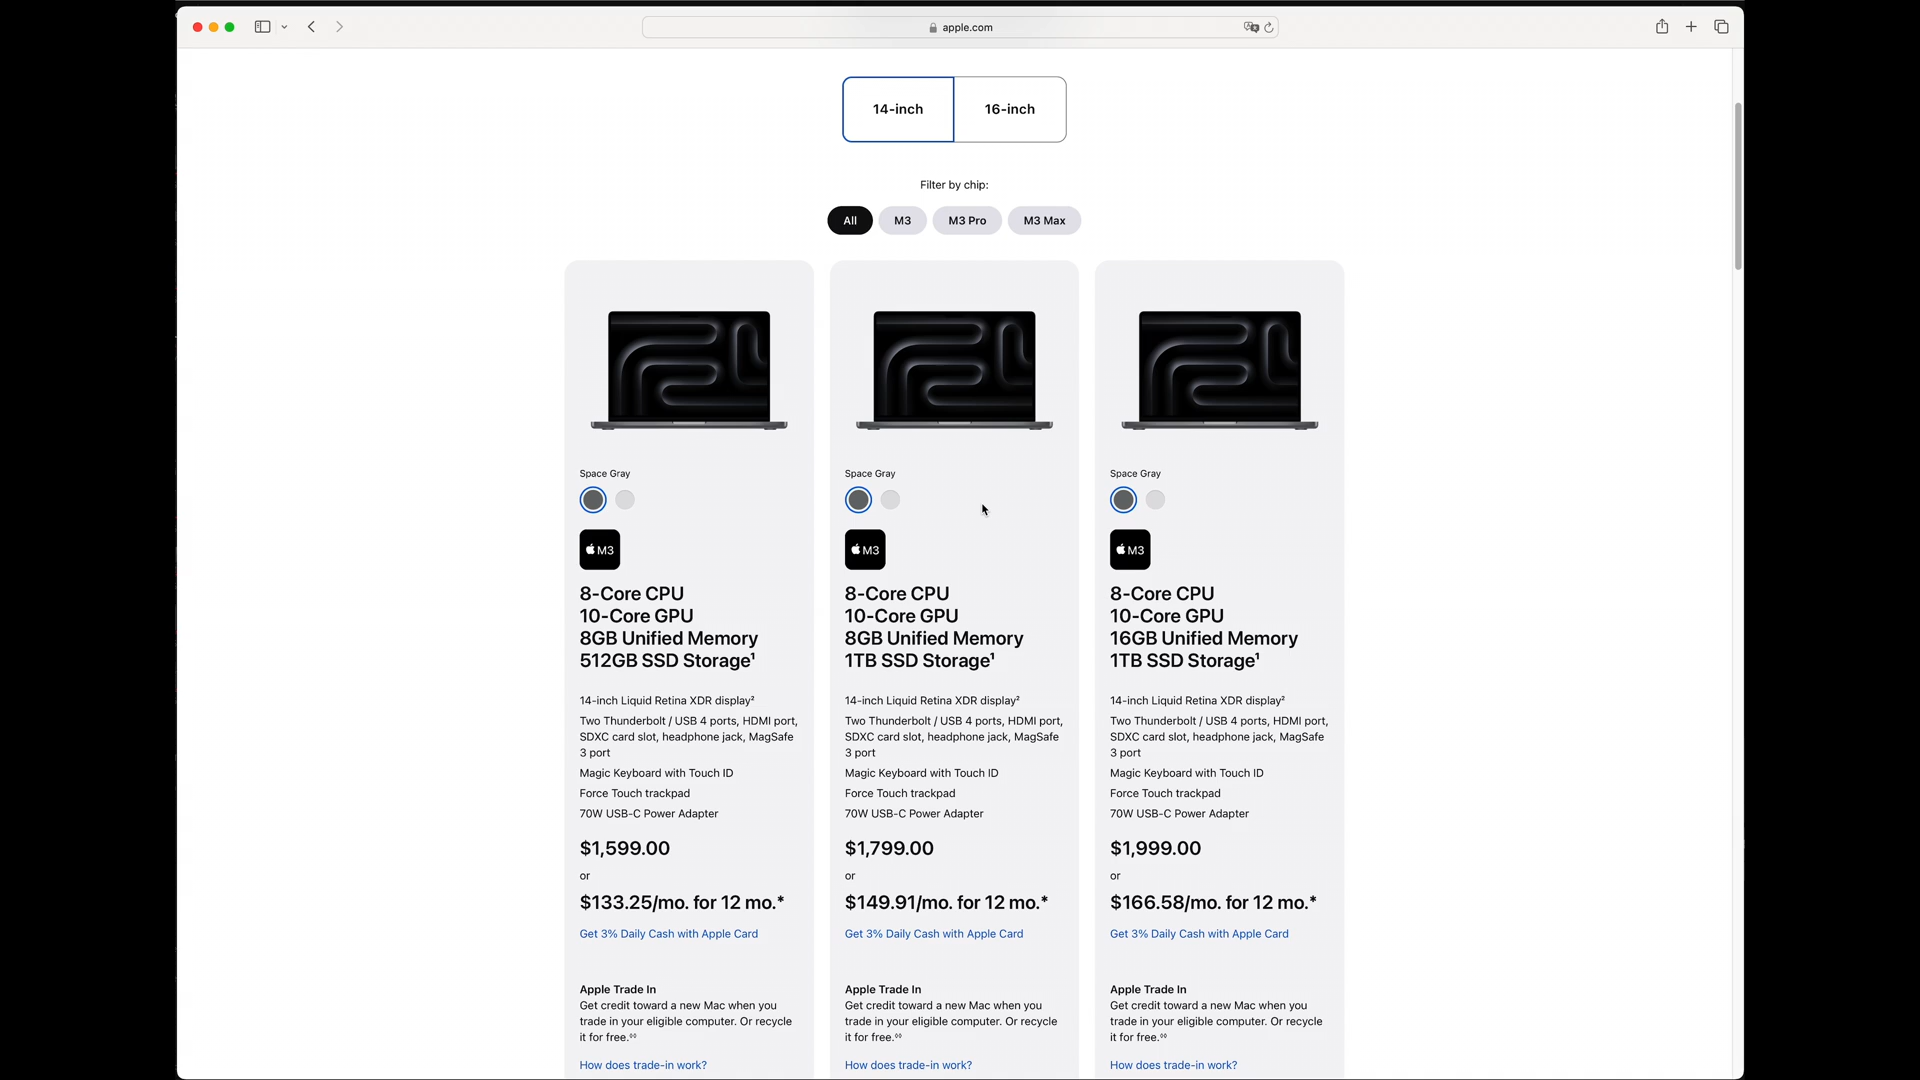 apple.com
14-inch
16-inch
Filter by chip:
All
M3
M3 Pro
M3 Max
Space Gray
M3
8-Core CPU
10-Core GPU
8GB Unified Memory
512GB SSD Storage¹
14-inch Liquid Retina XDR display²
Two Thunderbolt / USB 4 ports, HDMI port,
SDXC card slot, headphone jack, MagSafe
3 port
Magic Keyboard with Touch ID
Force Touch trackpad
70W USB-C Power Adapter
$1,599.00
or
$133.25/mo. for 12 mo.*
Get 3% Daily Cash with Apple Card
Apple Trade In
Get credit toward a new Mac when you
trade in your eligible computer. Or recycle
it for free.◊◊
How does trade-in work?
Space Gray
M3
8-Core CPU
10-Core GPU
8GB Unified Memory
1TB SSD Storage¹
14-inch Liquid Retina XDR display²
Two Thunderbolt / USB 4 ports, HDMI port,
SDXC card slot, headphone jack, MagSafe
3 port
Magic Keyboard with Touch ID
Force Touch trackpad
70W USB-C Power Adapter
$1,799.00
or
$149.91/mo. for 12 mo.*
Get 3% Daily Cash with Apple Card
Apple Trade In
Get credit toward a new Mac when you
trade in your eligible computer. Or recycle
it for free.◊◊
How does trade-in work?
Space Gray
M3
8-Core CPU
10-Core GPU
16GB Unified Memory
1TB SSD Storage¹
14-inch Liquid Retina XDR display²
Two Thunderbolt / USB 4 ports, HDMI port,
SDXC card slot, headphone jack, MagSafe
3 port
Magic Keyboard with Touch ID
Force Touch trackpad
70W USB-C Power Adapter
$1,999.00
or
$166.58/mo. for 12 mo.*
Get 3% Daily Cash with Apple Card
Apple Trade In
Get credit toward a new Mac when you
trade in your eligible computer. Or recycle
it for free.◊◊
How does trade-in work?